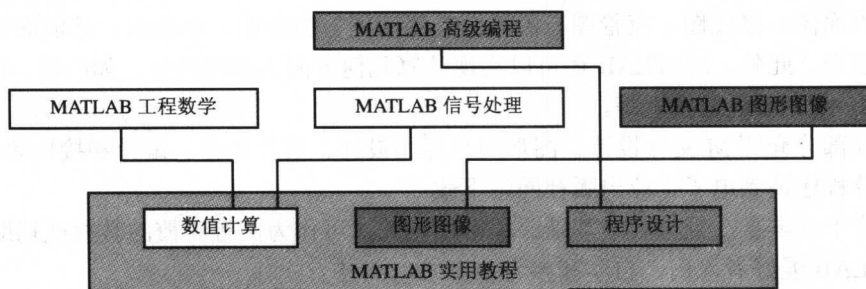 MATLAB 高级编程
MATLAB 工程数学
MATLAB 信号处理
MATLAB 图形图像
数值计算
图形图像
程序设计
MATLAB 实用教程